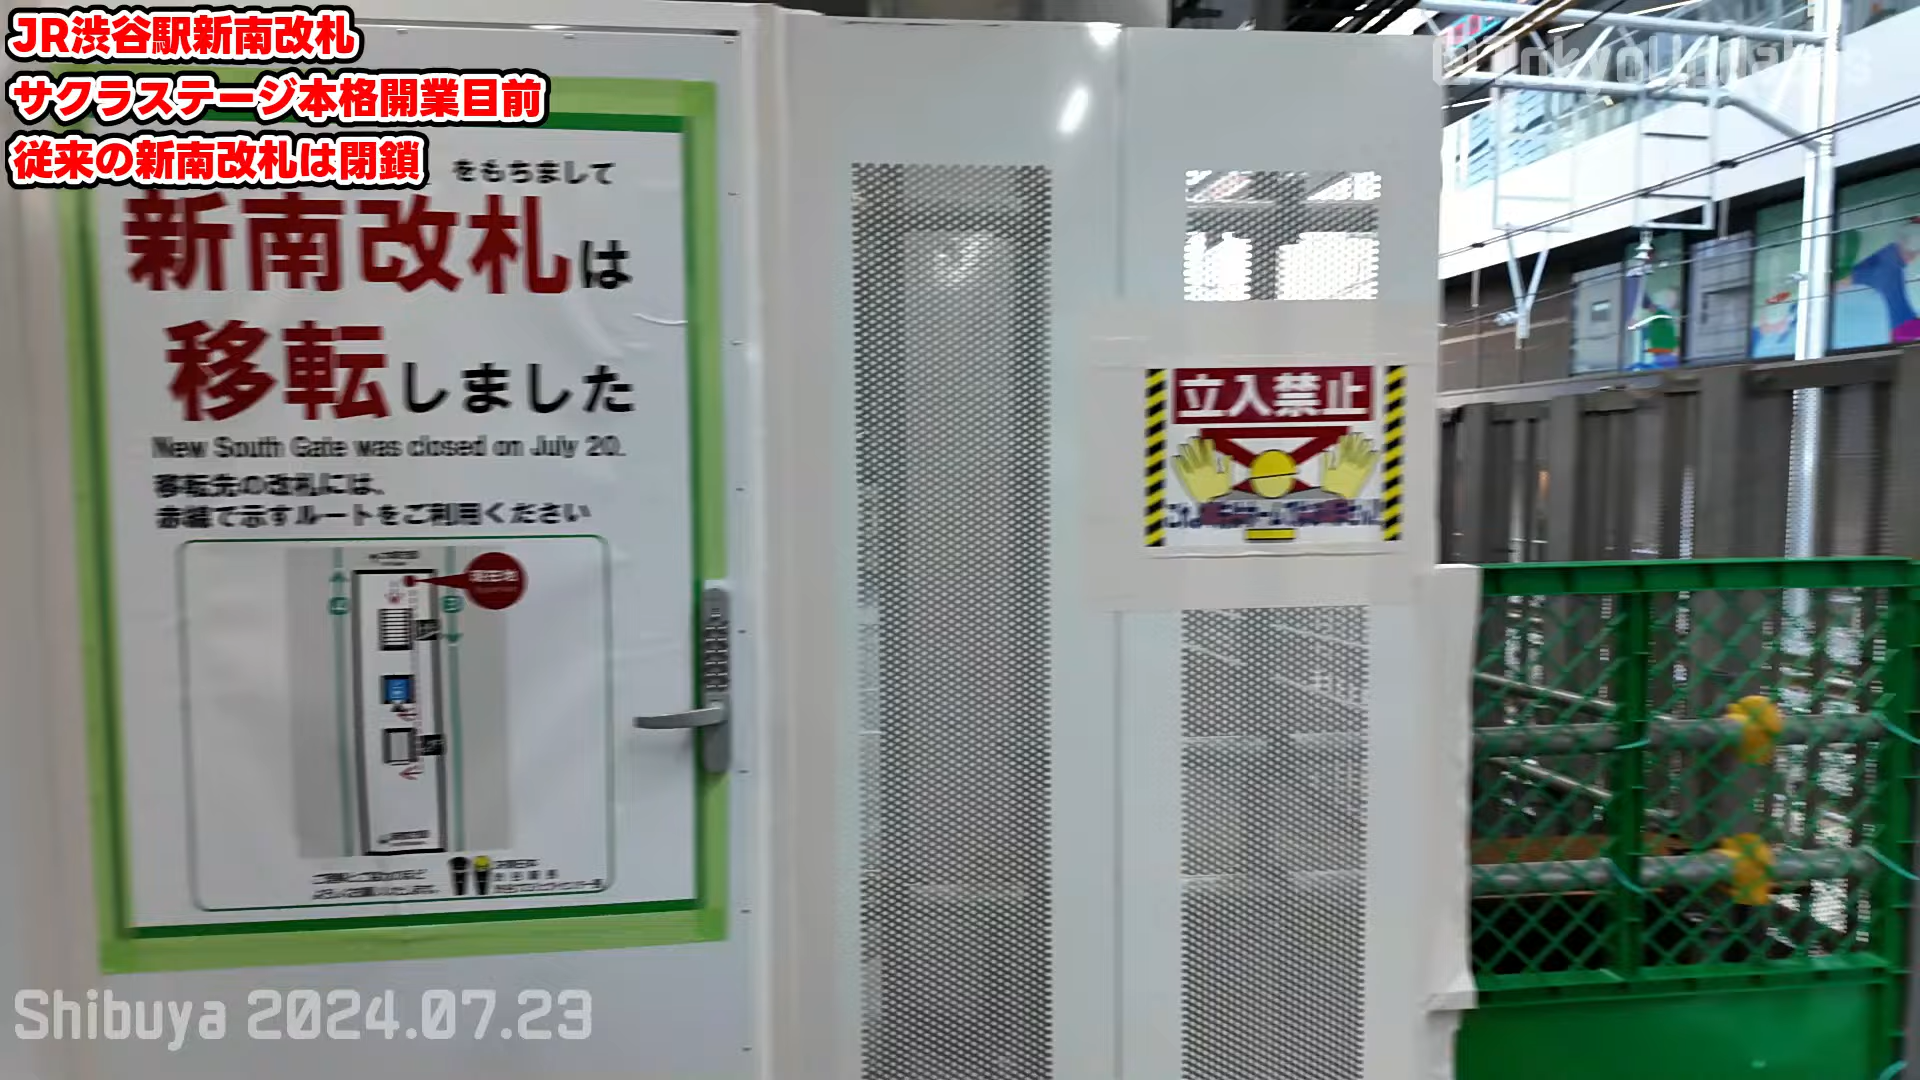 JR渋谷駅新南改札
サクラステージ本格開業目前
従来の新南改札は閉鎖
をもちまして
新南改札は
移転しました
New South Gate was closed on July 20.
移転先の改札には、
赤線で示すルートをご利用ください
現在地
立入禁止
@TokyoUpdates
Shibuya 2024.07.23